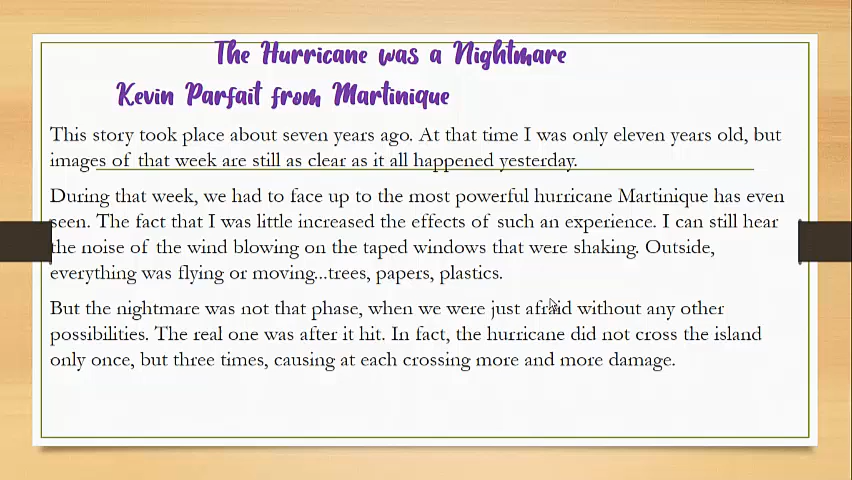 The Hurricane was a Nightmare
Kevin Parfait from Martinique
This story took place about seven years ago. At that time I was only eleven years old, but
images of that week are still as clear as it all happened yesterday.
During that week, we had to face up to the most powerful hurricane Martinique has even
seen. The fact that I was little increased the effects of such an experience. I can still hear
the noise of the wind blowing on the taped windows that were shaking. Outside,
everything was flying or moving...trees, papers, plastics.
But the nightmare was not that phase, when we were just afraid without any other
possibilities. The real one was after it hit. In fact, the hurricane did not cross the island
only once, but three times, causing at each crossing more and more damage.